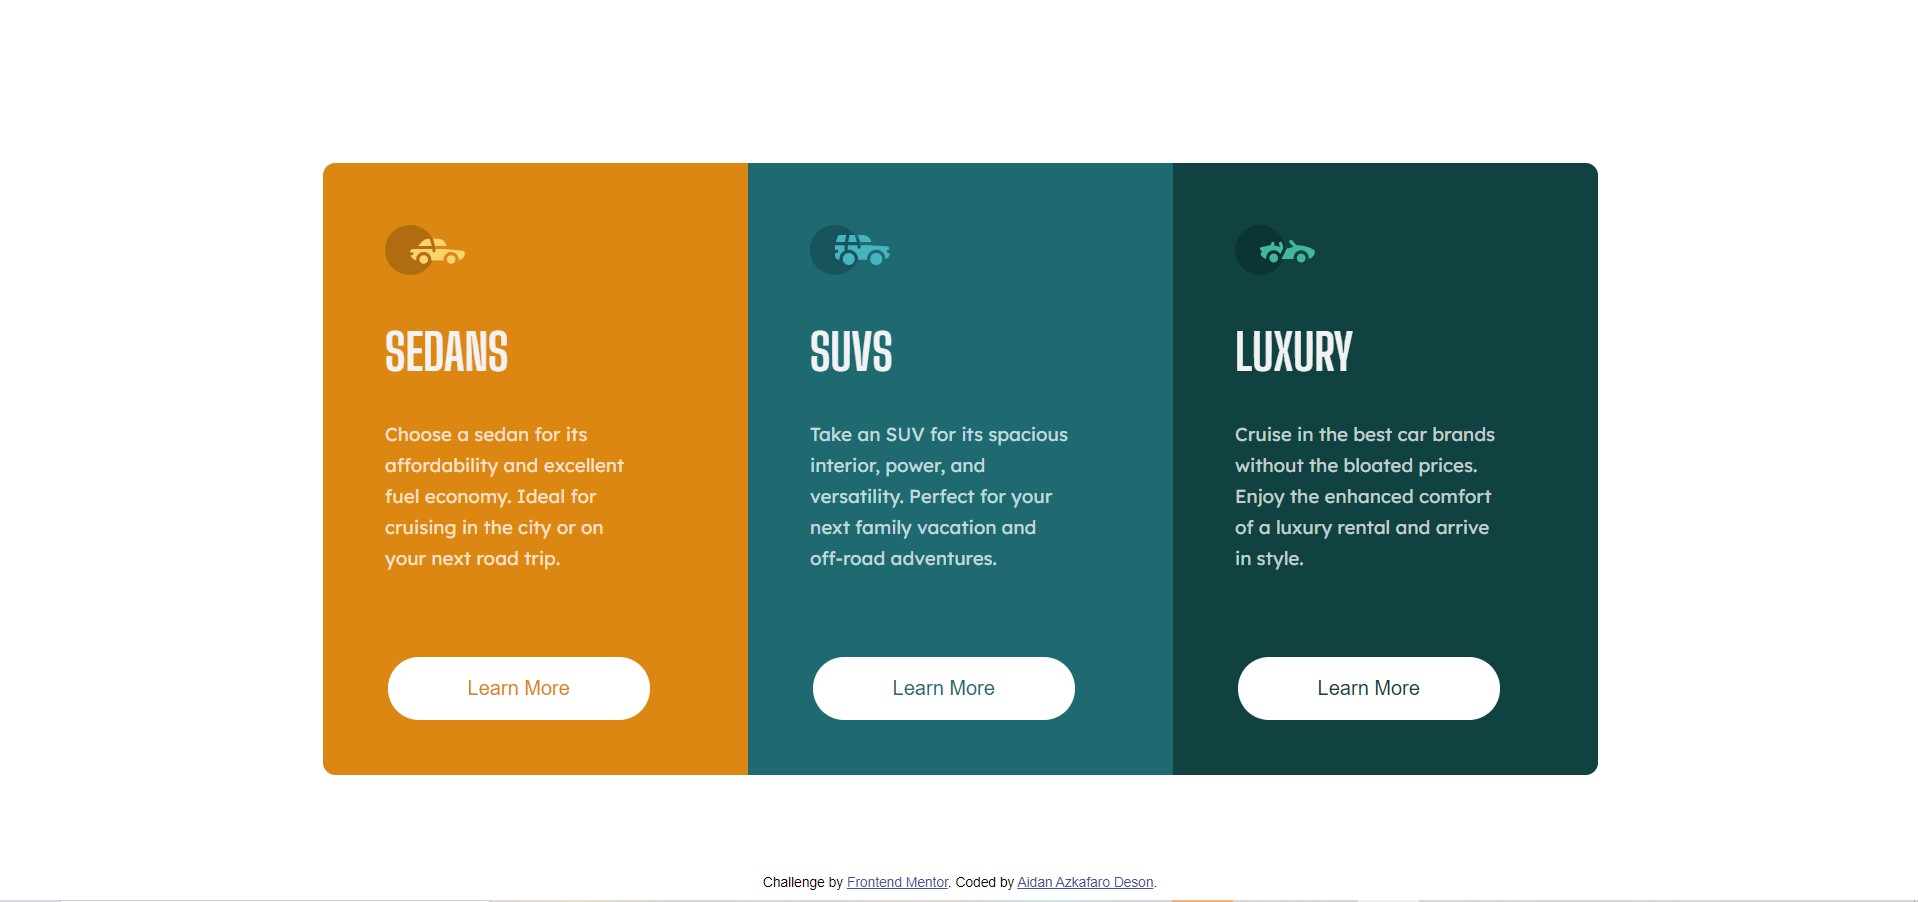 SEDANS
Choose a sedan for its
affordability and excellent
fuel economy. Ideal for
cruising in the city or on
your next road trip.
Learn More
SUVS
Take an SUV for its spacious
interior, power, and
versatility. Perfect for your
next family vacation and
off-road adventures.
Learn More
LUXURY
Cruise in the best car brands
without the bloated prices.
Enjoy the enhanced comfort
of a luxury rental and arrive
in style.
Learn More
Challenge by Frontend Mentor. Coded by Aidan Azkafaro Deson.